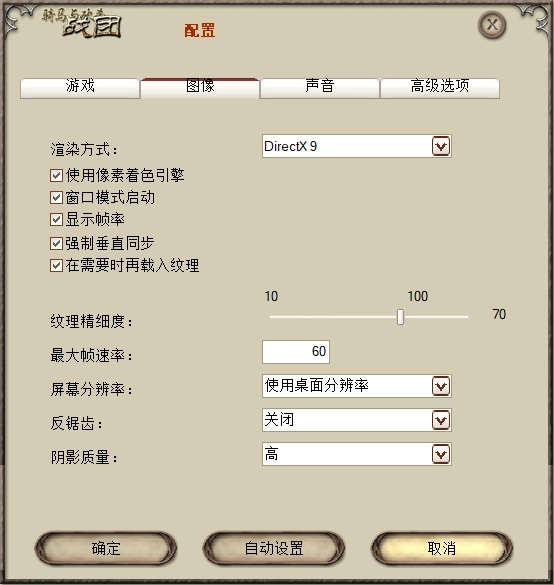 骑马与砍杀
战团
配置
游戏
图像
声音
高级选项
渲染方式：
DirectX 9
使用像素着色引擎
窗口模式启动
显示帧率
强制垂直同步
在需要时再载入纹理
10
100
纹理精细度：
70
最大帧速率：
60
屏幕分辨率：
使用桌面分辨率
反锯齿：
关闭
阴影质量：
高
确定
自动设置
取消